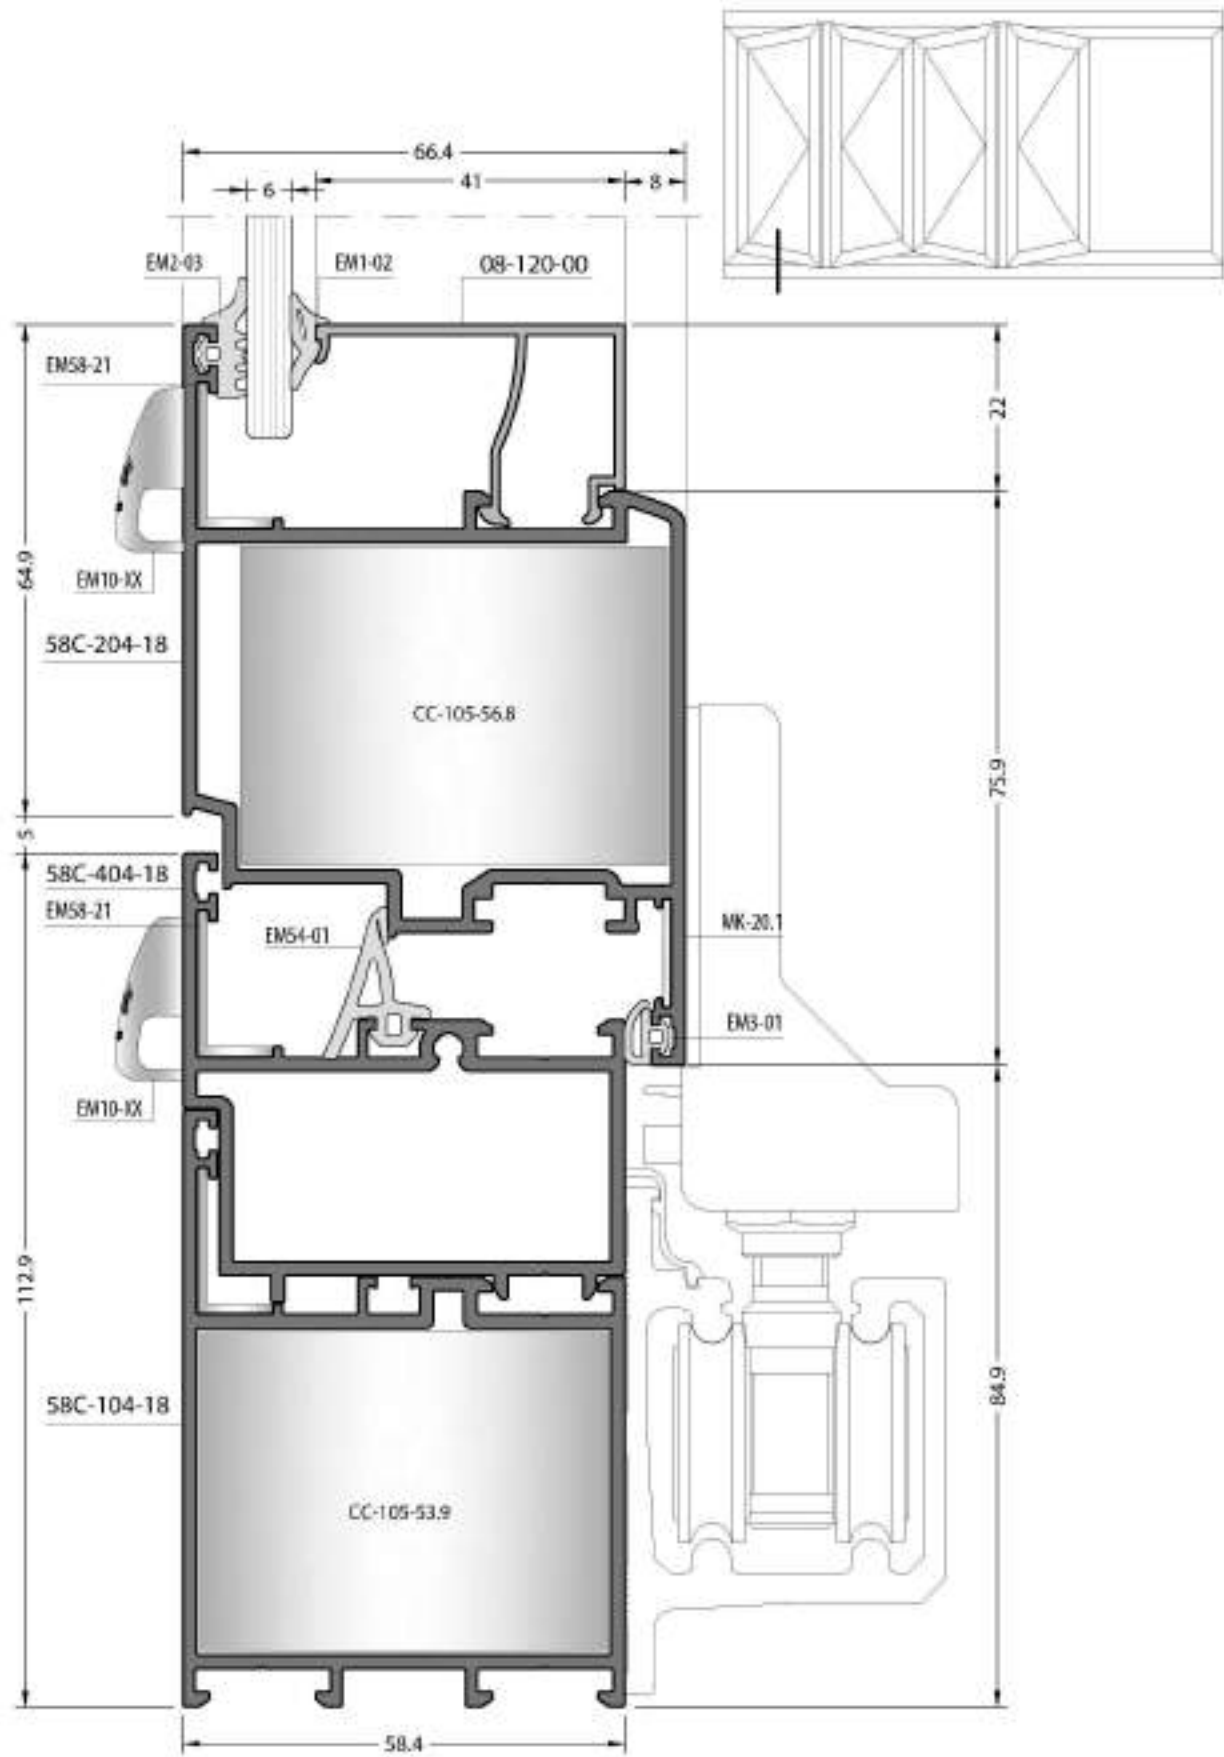 66.4
6
41
8
EM2-03
EM1-02
08-120-00
EM58-21
22
64.9
EM10-XX
58C-204-18
CC-105-56.8
75.9
5
58C-404-18
EM58-21
EM54-01
MK-20.1
EM3-01
EM10-XX
112.9
84.9
58C-104-18
CC-105-53.9
58.4